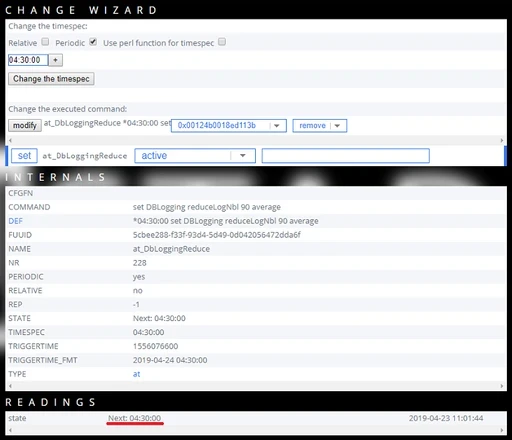 CHANGE WIZARD
Change the timespec:
Relative Periodic Use perl function for timespec
04:30:00 +
Change the timespec
Change the executed command:
modify at_DbLoggingReduce *04:30:00 set 0x00124b0018ed113b remove
set at_DbLoggingReduce active
INTERNALS
CFGFN
COMMAND set DBLogging reduceLogNbl 90 average
DEF *04:30:00 set DBLogging reduceLogNbl 90 average
FUUID 5cbee288-f33f-93d4-5d49-0d042056472dda6f
NAME at_DbLoggingReduce
NR 228
PERIODIC yes
RELATIVE no
REP -1
STATE Next: 04:30:00
TIMESPEC 04:30:00
TRIGGERTIME 1556076600
TRIGGERTIME_FMT 2019-04-24 04:30:00
TYPE at
READINGS
state Next: 04:30:00 2019-04-23 11:01:44